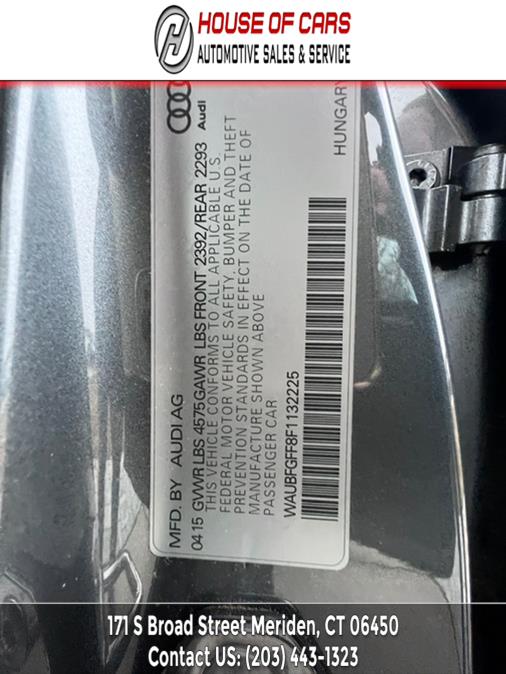 HOUSE OF CARS
AUTOMOTIVE SALES & SERVICE
MFD. BY AUDI AG
04 15 GVWR LBS 4575 GAWR LBS FRONT 2392/REAR 2293
THIS VEHICLE CONFORMS TO ALL APPLICABLE U.S.
FEDERAL MOTOR VEHICLE SAFETY, BUMPER AND THEFT
PREVENTION STANDARDS IN EFFECT ON THE DATE OF
MANUFACTURE SHOWN ABOVE
PASSENGER CAR
WAUBFGFF8F1132225
Audi
HUNGARY
171 S Broad Street Meriden, CT 06450
Contact US: (203) 443-1323